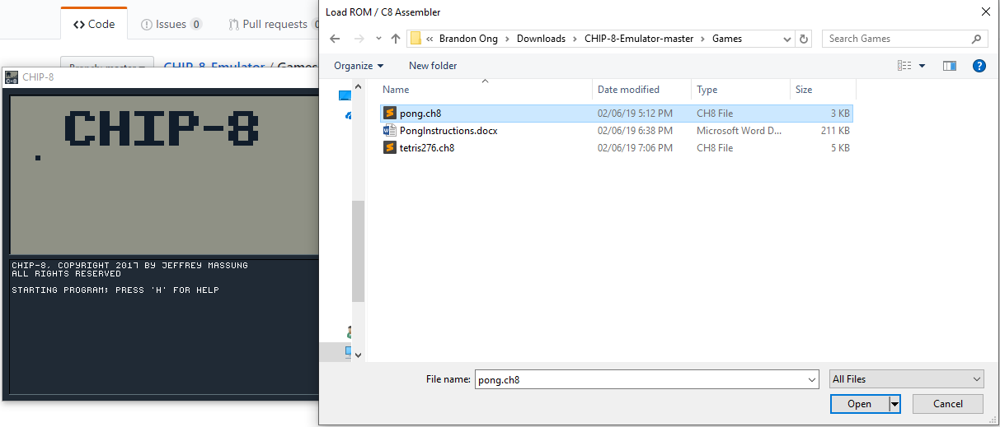 Code
Issues 0
Pull requests
CHIP-8-Emulator / Games
CHIP-8
CHIP-8
CHIP-8, COPYRIGHT 2017 BY JEFFREY MASSUNG
ALL RIGHTS RESERVED
STARTING PROGRAM; PRESS 'H' FOR HELP
Load ROM / C8 Assembler
« Brandon Ong › Downloads › CHIP-8-Emulator-master › Games
Search Games
Organize
New folder
Name Date modified Type Size
pong.ch8 02/06/19 5:12 PM CH8 File 3 KB
PongInstructions.docx 02/06/19 6:38 PM Microsoft Word D... 211 KB
tetris276.ch8 02/06/19 7:06 PM CH8 File 5 KB
File name: pong.ch8
All Files
Open
Cancel